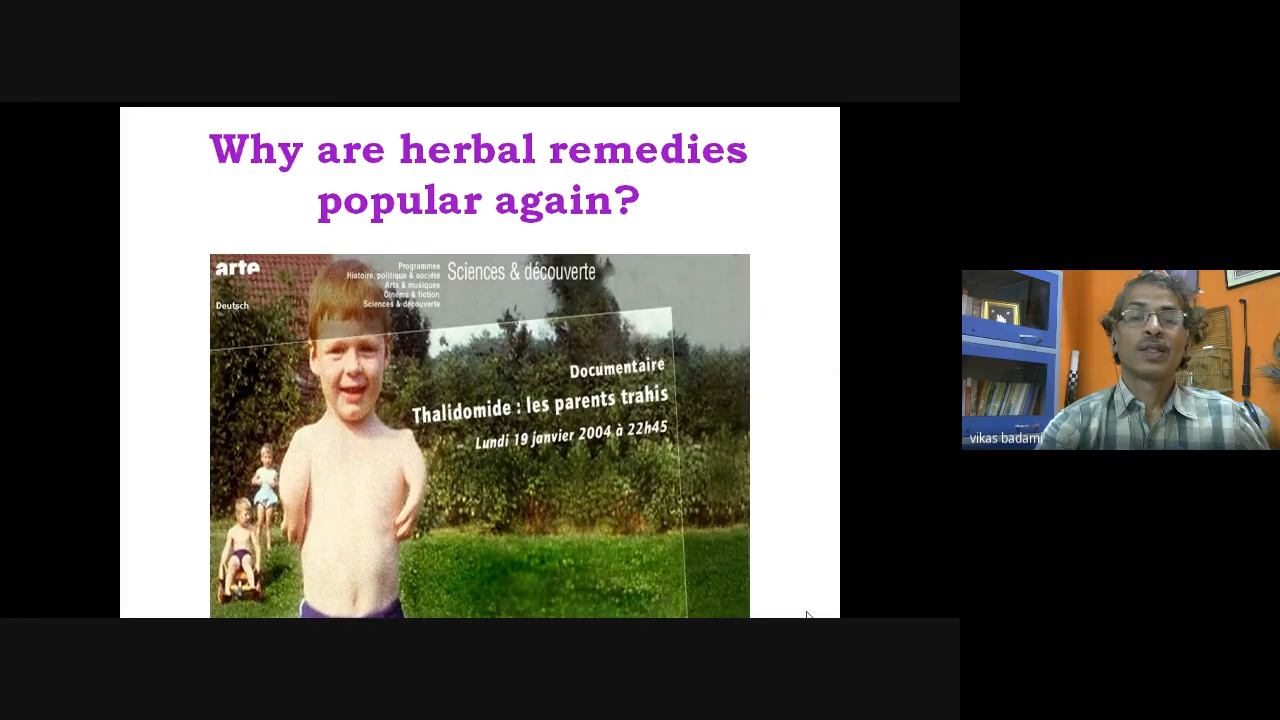 Why are herbal remedies
popular again?
arte
Programmes
Histoire, politique & société
Arts & musiques
Cinéma & fiction
Sciences & découverte
Sciences & découverte
Deutsch
Documentaire
Thalidomide : les parents trahis
Lundi 19 janvier 2004 à 22h45
vikas badami